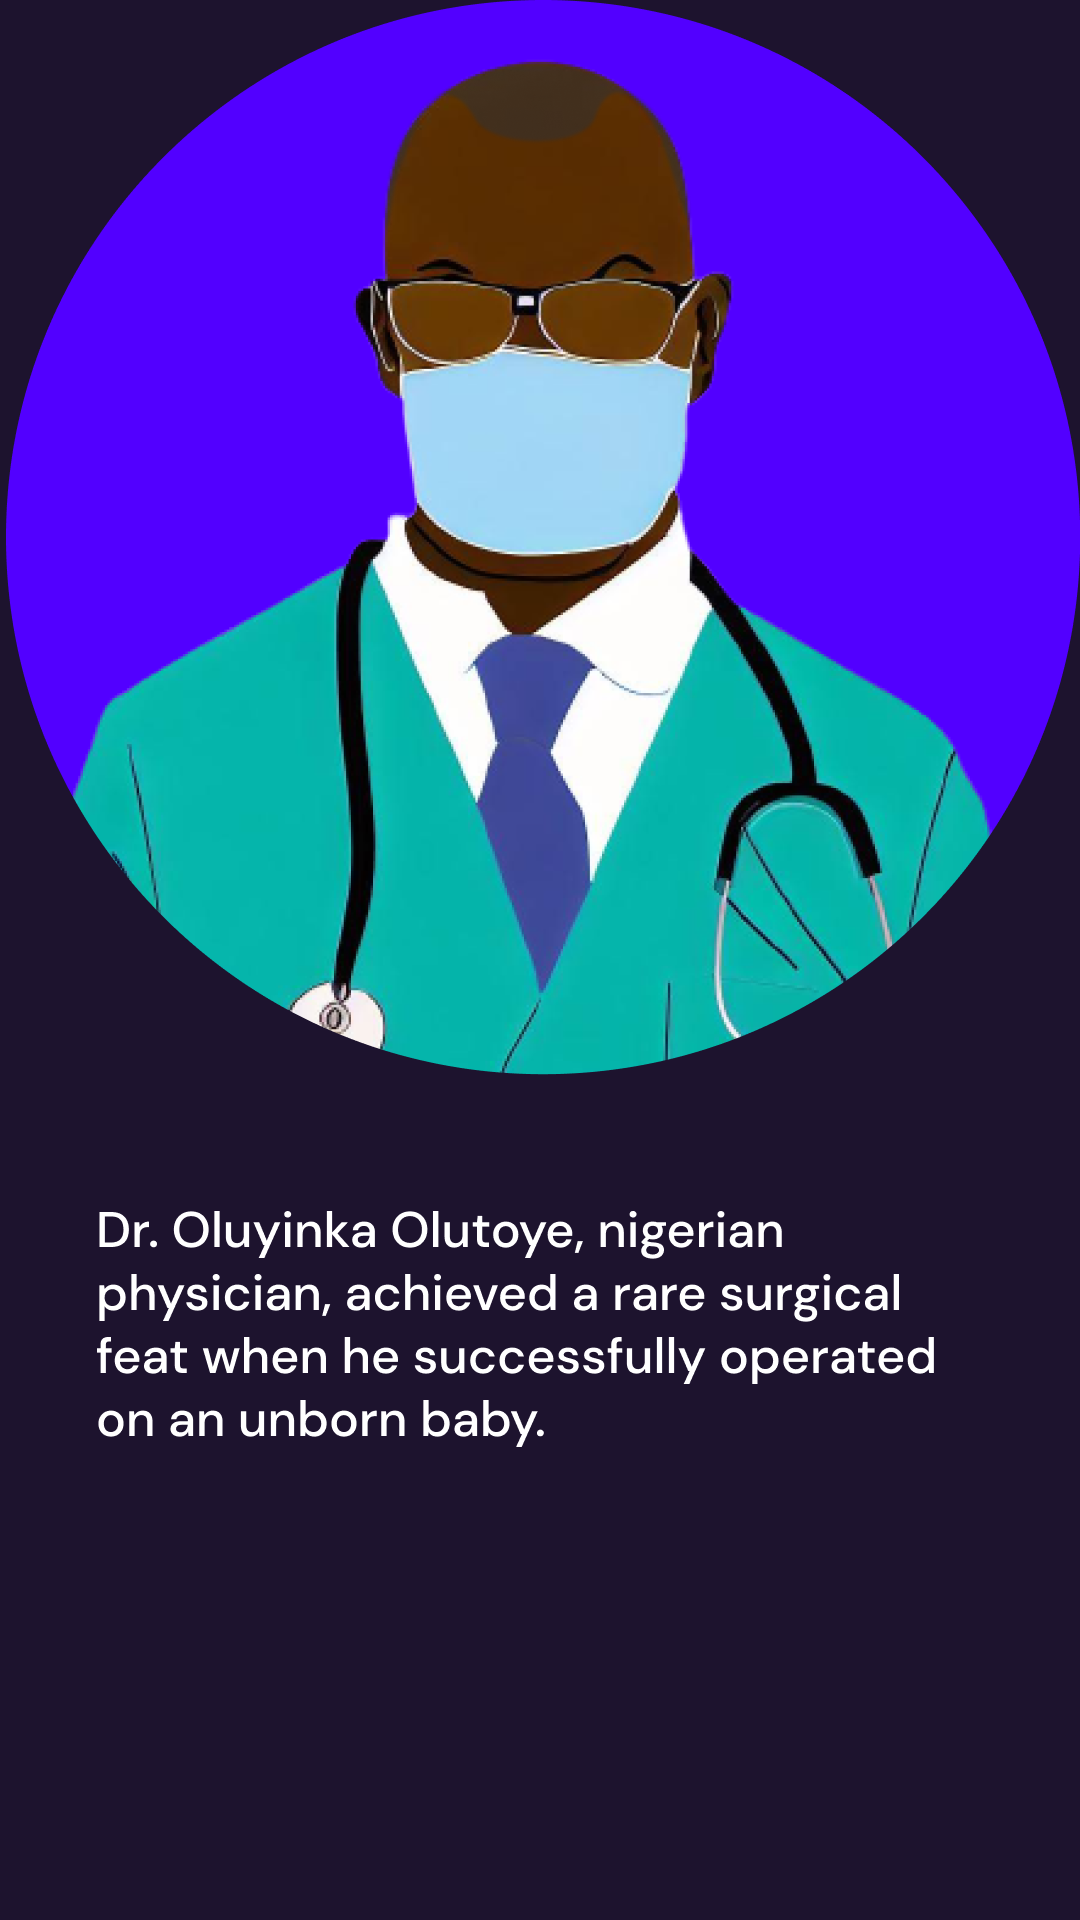 Dr. Oluyinka Olutoye, nigerian
physician, achieved a rare surgical
feat when he successfully operated
on an unborn baby.